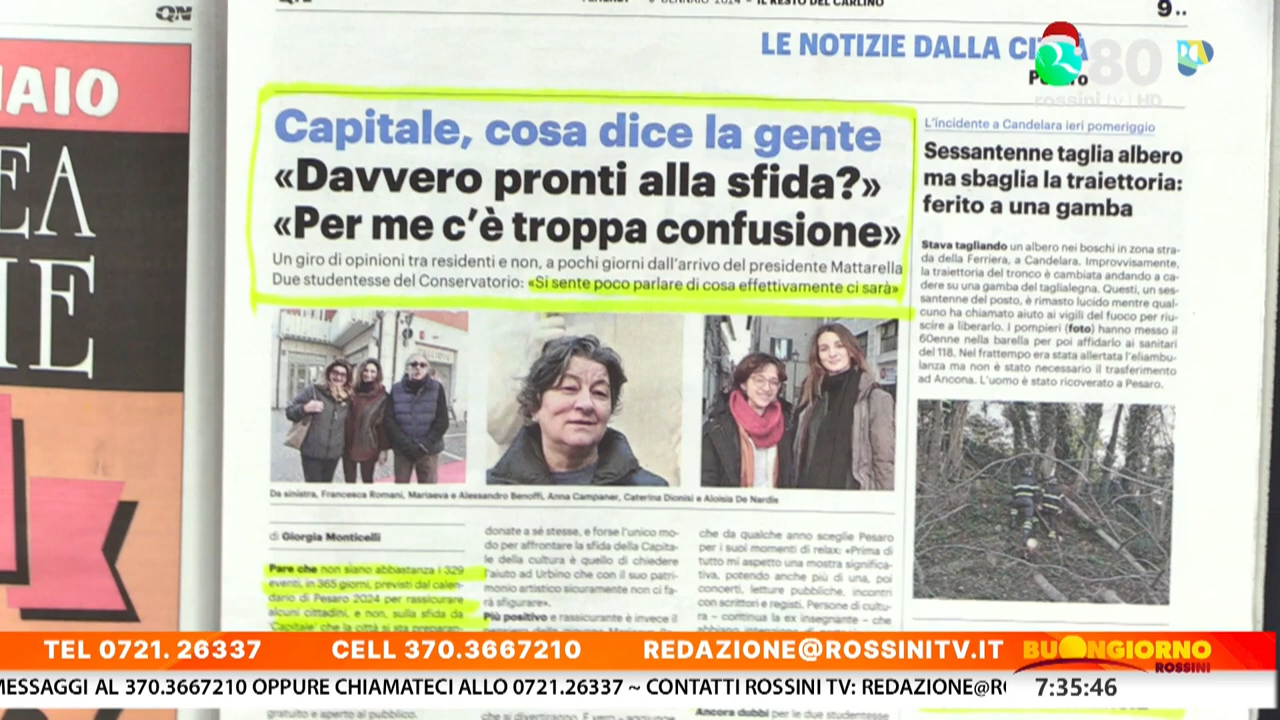 QN
IL RESTO DEL CARLINO
9..
AIO
EA
IE
LE NOTIZIE DALLA
80
rossini tv HD
Capitale, cosa dice la gente
«Davvero pronti alla sfida?»
«Per me c'è troppa confusione»
Un giro di opinioni tra residenti e non, a pochi giorni dall'arrivo del presidente Mattarella
Due studentesse del Conservatorio: «Si sente poco parlare di cosa effettivamente ci sarà»
Da sinistra, Francesca Romani, Mariaeva e Alessandro Benoffi, Anna Campaner, Caterina Dionisi e Aloisia De Nardis
di Giorgia Monticelli
Pare che non siano abbastanza i 329
eventi, in 365 giorni, previsti dal calen-
dario di Pesaro 2024 per rassicurare
alcuni cittadini, e non, sulla sfida da
'Capitale' che la città si sta preparan-
gratuito e aperto al pubblico.
donate a sé stesse, e forse l'unico mo-
do per affrontare la sfida della Capita-
le della cultura è quello di chiedere
l'aiuto ad Urbino che con il suo patri-
monio artistico sicuramente non ci fa-
rà sfigurare».
Più positivo e rassicurante è invece il
che da qualche anno sceglie Pesaro
per i suoi momenti di relax: «Prima di
tutto mi aspetto una mostra significa-
tiva, potendo anche più di una, poi
concerti, letture pubbliche, incontri
con scrittori e registi. Persone di cultu-
ra – continua la ex insegnante – che
Ancora dubbi per le due studentesse
L'incidente a Candelara ieri pomeriggio
Sessantenne taglia albero
ma sbaglia la traiettoria:
ferito a una gamba
Stava tagliando un albero nei boschi in zona stra-
da della Ferriera, a Candelara. Improvvisamente,
la traiettoria del tronco è cambiata andando a ca-
dere su una gamba del taglialegna. Questi, un ses-
santenne del posto, è rimasto lucido mentre qual-
cuno ha chiamato aiuto ai vigili del fuoco per riu-
scire a liberarlo. I pompieri (foto) hanno messo il
60enne nella barella per poi affidarlo ai sanitari
del 118. Nel frattempo era stata allertata l'eliambu-
lanza ma non è stato necessario il trasferimento
ad Ancona. L'uomo è stato ricoverato a Pesaro.
TEL 0721. 26337 CELL 370.3667210 REDAZIONE@ROSSINITV.IT
BUONGIORNO
ROSSINI
MESSAGGI AL 370.3667210 OPPURE CHIAMATECI ALLO 0721.26337 ~ CONTATTI ROSSINI TV: REDAZIONE@R
7:35:46